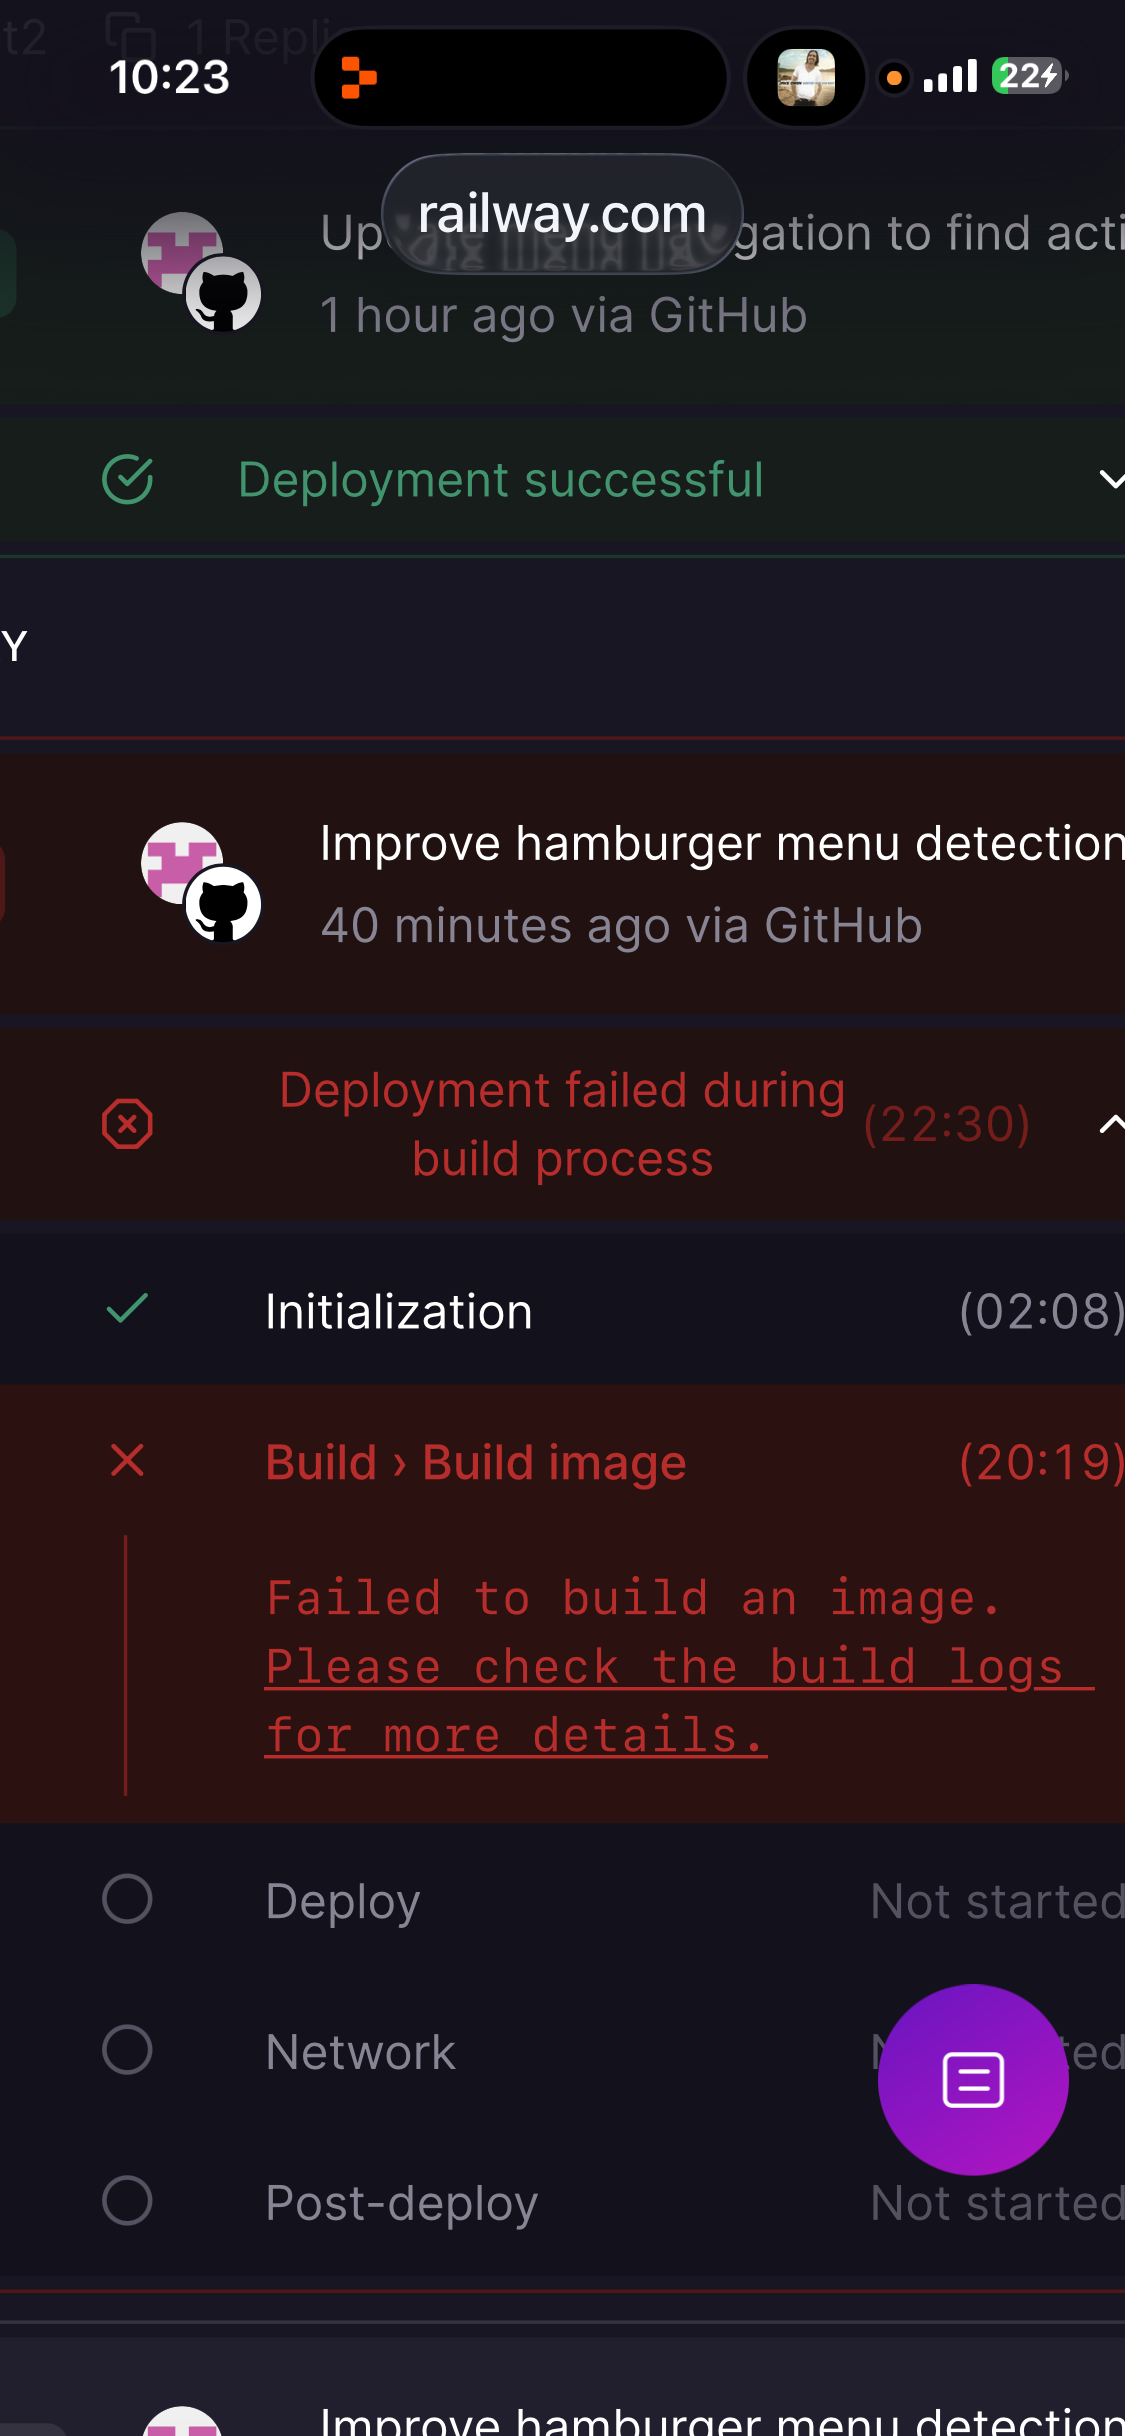 t2 1 Repli
10:23
22
railway.com
Up gation to find acti
1 hour ago via GitHub
Deployment successful
Y
Improve hamburger menu detection
40 minutes ago via GitHub
Deployment failed during
build process
(22:30)
Initialization (02:08)
Build › Build image (20:19)
Failed to build an image.
Please check the build logs
for more details.
Deploy Not started
Network N ted
Post-deploy Not started
Improve hamburger menu detection